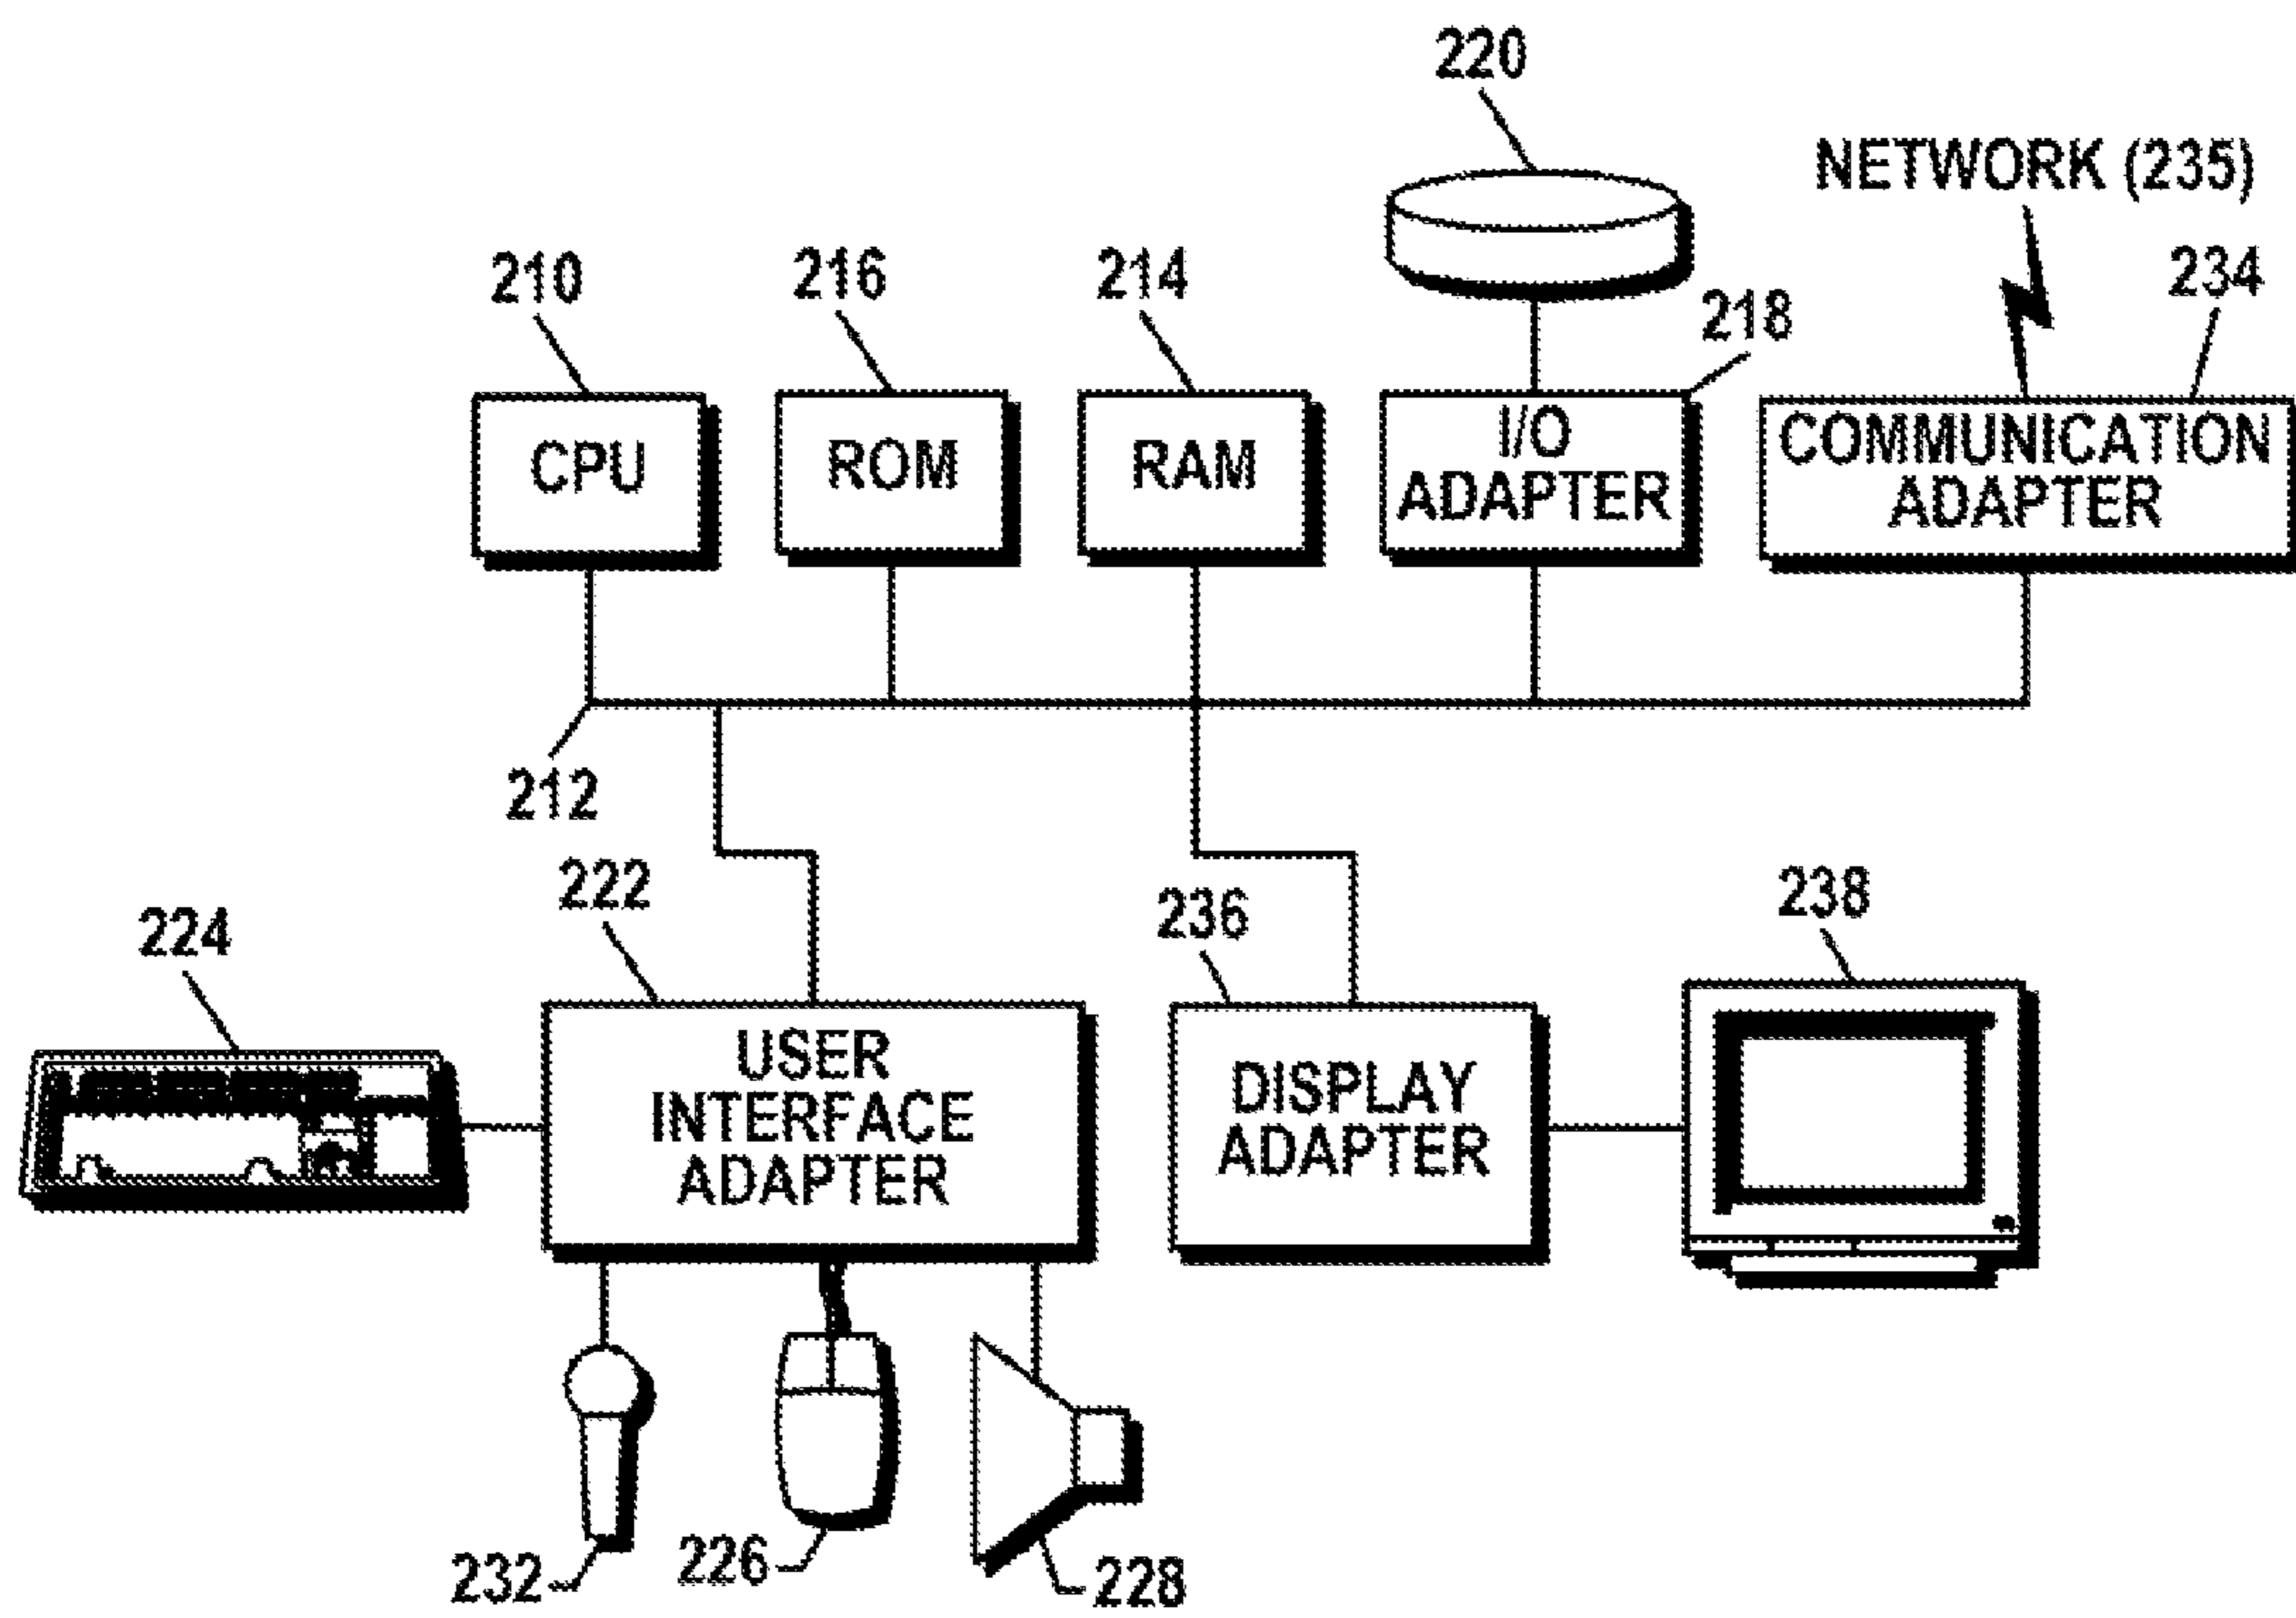 220
NETWORK (235)
210
216
214
218
234
CPU
ROM
RAM
I/O
ADAPTER
COMMUNICATION
ADAPTER
212
222
224
236
238
USER
INTERFACE
ADAPTER
DISPLAY
ADAPTER
232
226
228